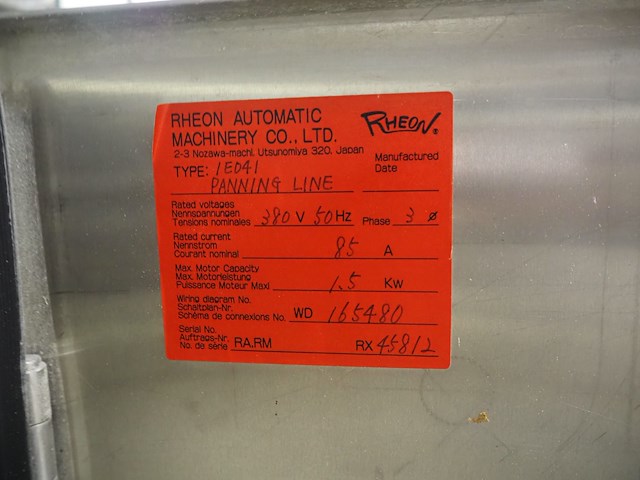 RHEON AUTOMATIC
MACHINERY CO., LTD.
RHEON
2-3 Nozawa-machi. Utsunomiya 320. Japan
TYPE: 1E041
PANNING LINE
Manufactured
Date
Rated voltages
Nennspannungen
Tensions nominales 380 V 50 Hz Phase 3 ø
Rated current
Nennstrom
Courant nominal 85 A
Max. Motor Capacity
Max. Motorleistung
Puissance Moteur Maxi 1.5 Kw
Wiring diagram No.
Schaltplan-Nr.
Schéma de connexions No. WD 165480
Serial No.
Auftrags-Nr.
No. de série RA.RM RX 45812